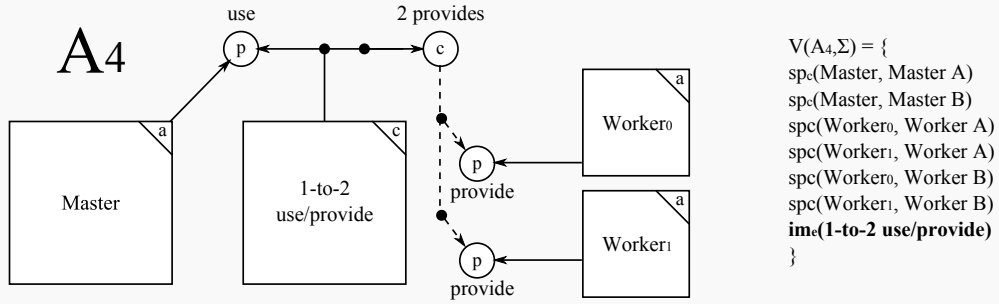 A4
use
2 provides
p
c
a
Master
c
1-to-2
use/provide
p
provide
p
provide
a
Worker0
a
Worker1
V(A4,Σ) = {
spc(Master, Master A)
spc(Master, Master B)
spc(Worker0, Worker A)
spc(Worker1, Worker A)
spc(Worker0, Worker B)
spc(Worker1, Worker B)
ime(1-to-2 use/provide)
}